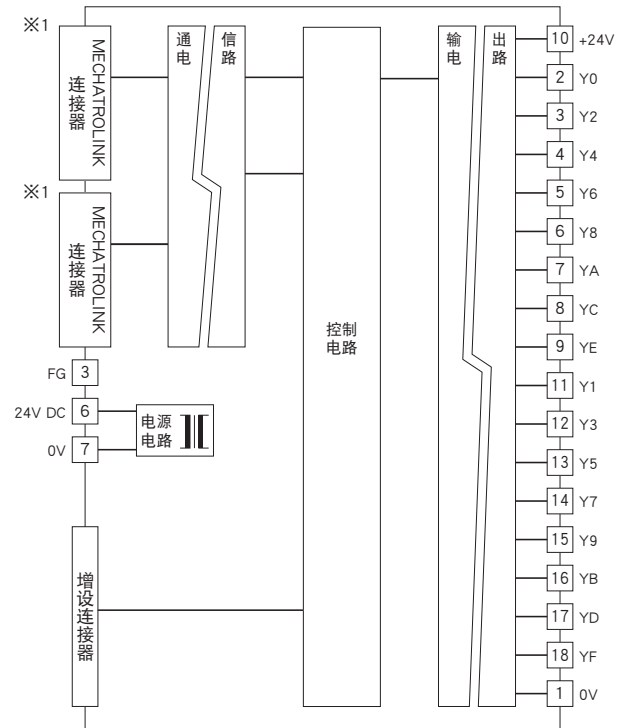 ※1
MECHATROLINK
连接器
※1
MECHATROLINK
连接器
FG 3
24V DC 6
0V 7
电源
电路
增设连接器
通信
电路
控制
电路
输出
电路
10 +24V
2 Y0
3 Y2
4 Y4
5 Y6
6 Y8
7 YA
8 YC
9 YE
11 Y1
12 Y3
13 Y5
14 Y7
15 Y9
16 YB
17 YD
18 YF
1 0V